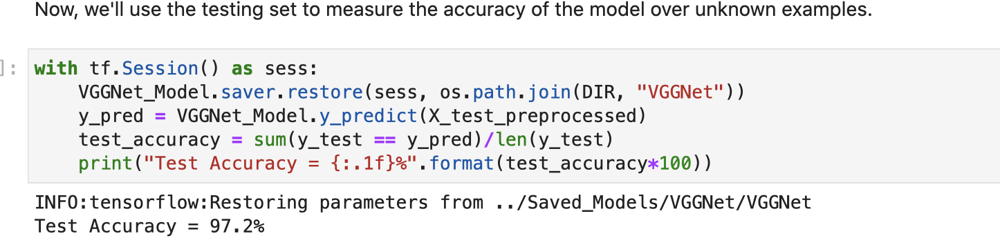 Now, we'll use the testing set to measure the accuracy of the model over unknown examples.
]: with tf.Session() as sess:
    VGGNet_Model.saver.restore(sess, os.path.join(DIR, "VGGNet"))
    y_pred = VGGNet_Model.y_predict(X_test_preprocessed)
    test_accuracy = sum(y_test == y_pred)/len(y_test)
    print("Test Accuracy = {:.1f}%".format(test_accuracy*100))
INFO:tensorflow:Restoring parameters from ../Saved_Models/VGGNet/VGGNet
Test Accuracy = 97.2%